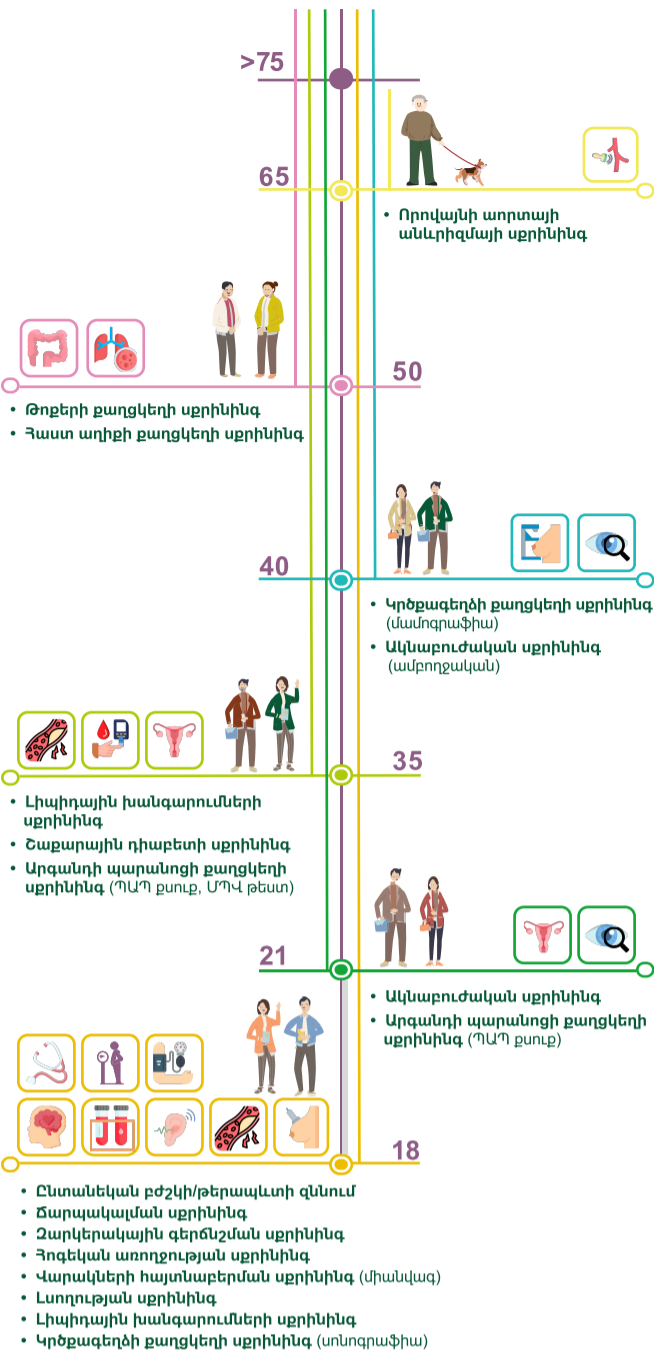 >75
65
• Որովայնի աորտայի
անևրիզմայի սքրինինգ
50
• Թոքերի քաղցկեղի սքրինինգ
• Հաստ աղիքի քաղցկեղի սքրինինգ
40
• Կրծքագեղձի քաղցկեղի սքրինինգ
(մամոգրաֆիա)
• Ակնաբուժական սքրինինգ
(ամբողջական)
35
• Լիպիդային խանգարումների
սքրինինգ
• Շաքարային դիաբետի սքրինինգ
• Արգանդի պարանոցի քաղցկեղի
սքրինինգ (ՊԱՊ քսուք, ՄՊՎ թեստ)
21
• Ակնաբուժական սքրինինգ
• Արգանդի պարանոցի քաղցկեղի
սքրինինգ (ՊԱՊ քսուք)
18
• Ընտանեկան բժշկի/թերապևտի զննում
• Ճարպակալման սքրինինգ
• Զարկերակային գերճնշման սքրինինգ
• Հոգեկան առողջության սքրինինգ
• Վարակների հայտնաբերման սքրինինգ (միանվագ)
• Լսողության սքրինինգ
• Լիպիդային խանգարումների սքրինինգ
• Կրծքագեղձի քաղցկեղի սքրինինգ (սոնոգրաֆիա)